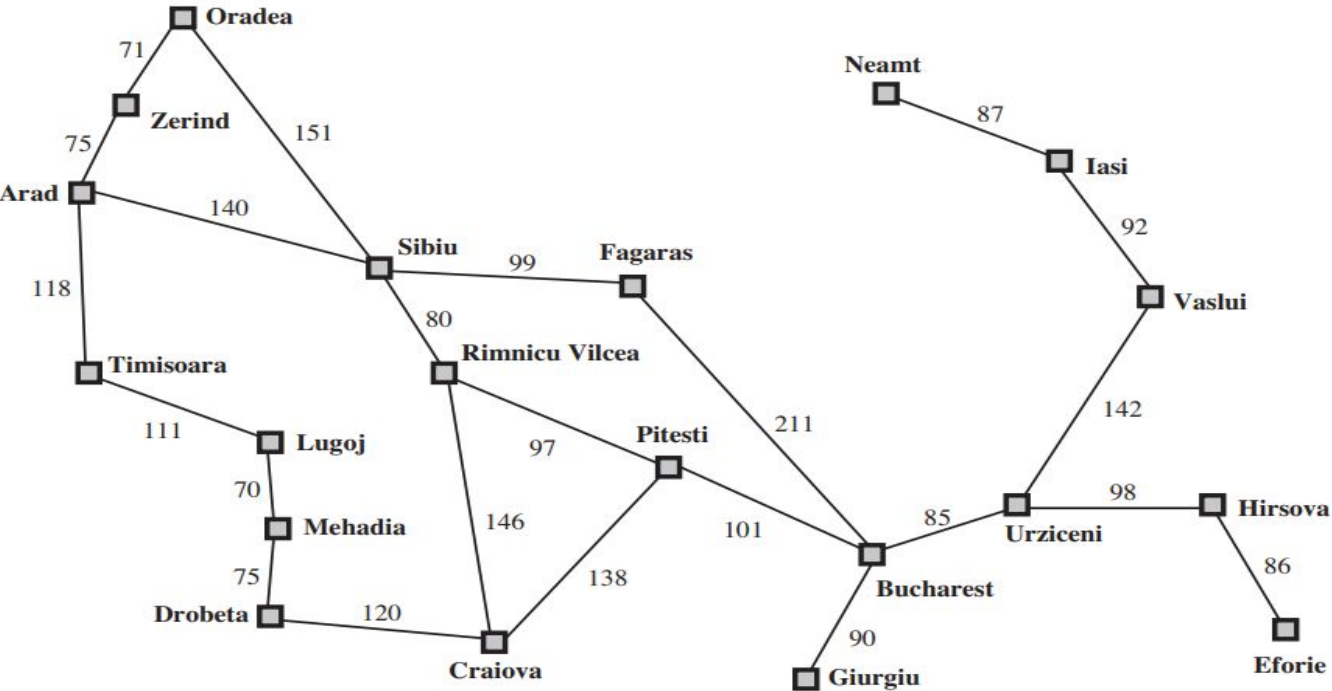 Oradea
71
Neamt
Zerind
87
75
151
Iasi
Arad
140
92
Sibiu
Fagaras
99
118
Vaslui
80
Timisoara
Rimnicu Vilcea
142
211
111
Lugoj
Pitesti
97
70
98
Mehadia
146
101
85
Hirsova
Urziceni
86
75
138
Bucharest
Drobeta
120
90
Craiova
Giurgiu
Eforie